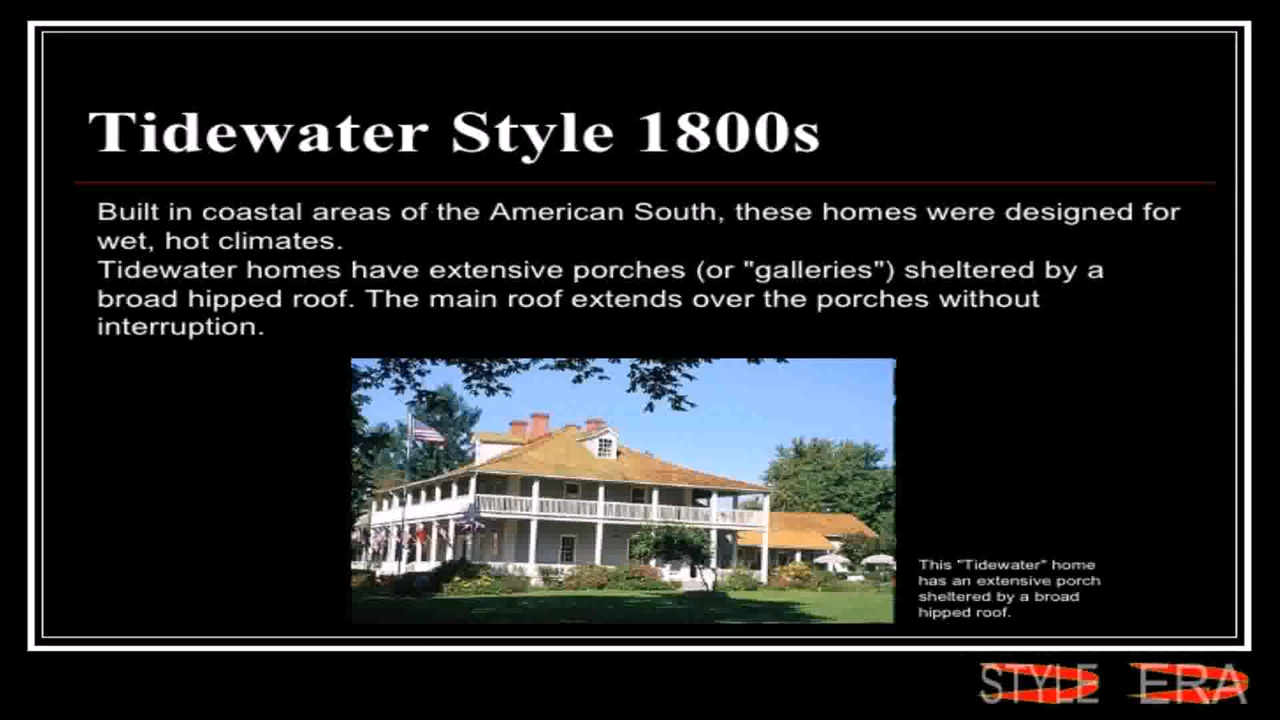 Tidewater Style 1800s
Built in coastal areas of the American South, these homes were designed for
wet, hot climates.
Tidewater homes have extensive porches (or "galleries") sheltered by a
broad hipped roof. The main roof extends over the porches without
interruption.
This "Tidewater" home
has an extensive porch
sheltered by a broad
hipped roof.
STYLE ERA